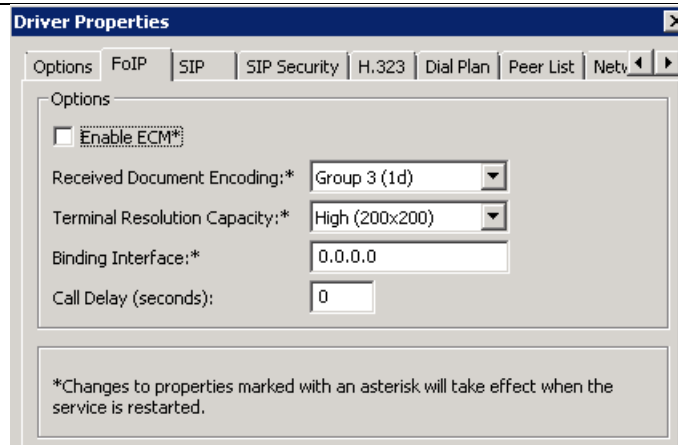 Driver Properties
Options FoIP SIP SIP Security H.323 Dial Plan Peer List Netw
Options
Enable ECM*
Received Document Encoding:* Group 3 (1d)
Terminal Resolution Capacity:* High (200x200)
Binding Interface:* 0.0.0.0
Call Delay (seconds): 0
*Changes to properties marked with an asterisk will take effect when the
service is restarted.